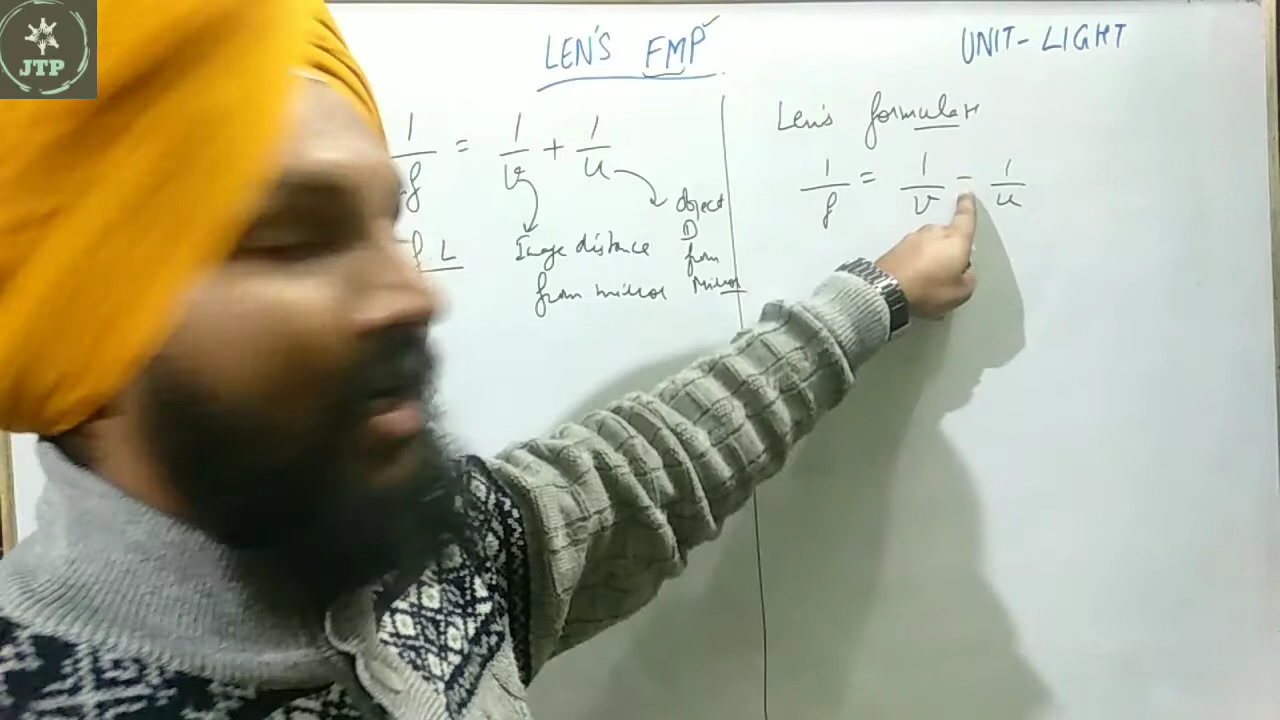 JTP
LEN'S FMP
UNIT - LIGHT
1/f = 1/v + 1/u
object
D
from
Mirror
Image distance
from mirror
f.L
Len's formula
1/f = 1/v - 1/u